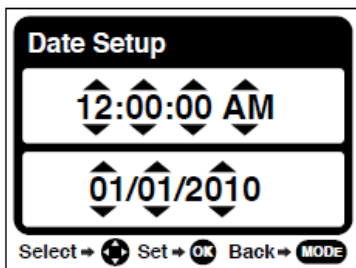 Date Setup
12:00:00 AM
01/01/2010
Select → Set → OK Back → MODE